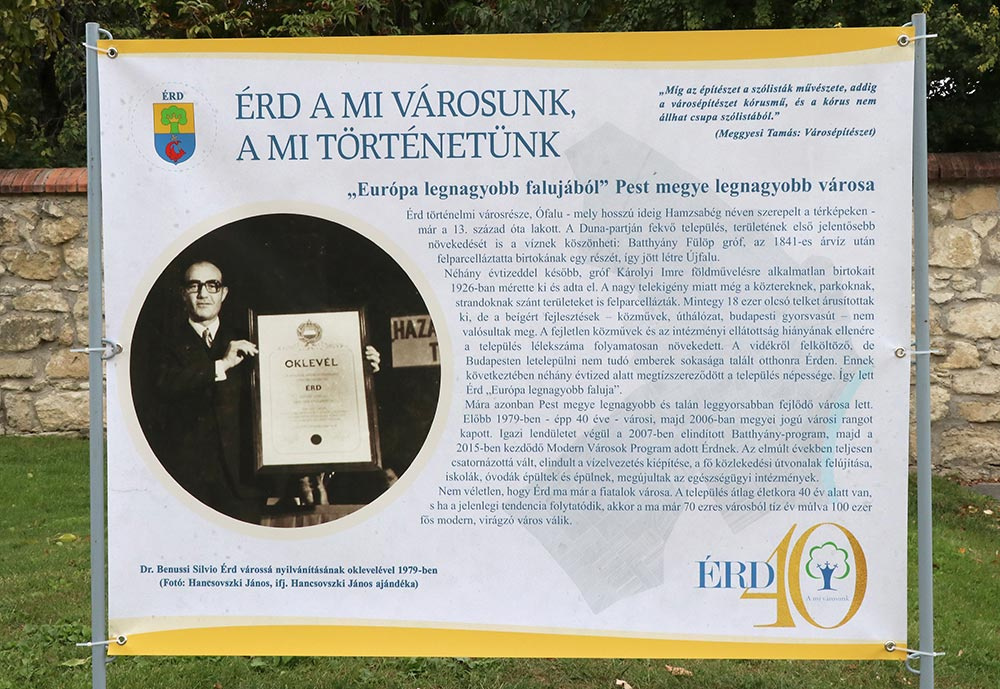 ÉRD
ÉRD A MI VÁROSUNK,
A MI TÖRTÉNETÜNK
„Míg az építészet a szólisták művészete, addig
a városépítészet kórusmű, és a kórus nem
állhat csupa szólistából.”
(Meggyesi Tamás: Városépítészet)
„Európa legnagyobb falujából” Pest megye legnagyobb városa
Érd történelmi városrésze, Ófalu - mely hosszú ideig Hamzsabég néven szerepelt a térképeken -
már a 13. század óta lakott. A Duna-partján fekvő település, területének első jelentősebb
növekedését is a víznek köszönheti: Batthyány Fülöp gróf, az 1841-es árvíz után
felparcelláztatta birtokának egy részét, így jött létre Újfalu.
Néhány évtizeddel később, gróf Károlyi Imre földművelésre alkalmatlan birtokait
1926-ban mérette ki és adta el. A nagy telekigény miatt még a köztereknek, parkoknak,
strandoknak szánt területeket is felparcellázták. Mintegy 18 ezer olcsó telket árusítottak
ki, de a beígért fejlesztések – közművek, úthálózat, budapesti gyorsvasút – nem
valósultak meg. A fejletlen közművek és az intézményi ellátottság hiányának ellenére
a település lélekszáma folyamatosan növekedett. A vidékről felköltöző, de
Budapesten letelepülni nem tudó emberek sokasága talált otthonra Érden. Ennek
következtében néhány évtized alatt megtízszereződött a település népessége. Így lett
Érd „Európa legnagyobb faluja”.
Mára azonban Pest megye legnagyobb és talán leggyorsabban fejlődő városa lett.
Előbb 1979-ben - épp 40 éve - városi, majd 2006-ban megyei jogú városi rangot
kapott. Igazi lendületet végül a 2007-ben elindított Batthyány-program, majd a
2015-ben kezdődő Modern Városok Program adott Érdnek. Az elmúlt években teljesen
csatornázottá vált, elindult a vízelvezetés kiépítése, a fő közlekedési útvonalak felújítása,
iskolák, óvodák épültek és épülnek, megújultak az egészségügyi intézmények.
Nem véletlen, hogy Érd ma már a fiatalok városa. A település átlag életkora 40 év alatt van,
s ha a jelenlegi tendencia folytatódik, akkor a ma már 70 ezres városból tíz év múlva 100 ezer
fős modern, virágzó város válik.
HAZA
OKLEVÉL
ÉRD
Dr. Benussi Silvio Érd várossá nyilvánításának oklevelével 1979-ben
(Fotó: Hancsovszki János, ifj. Hancsovszki János ajándéka)
ÉRD 40
A mi városunk